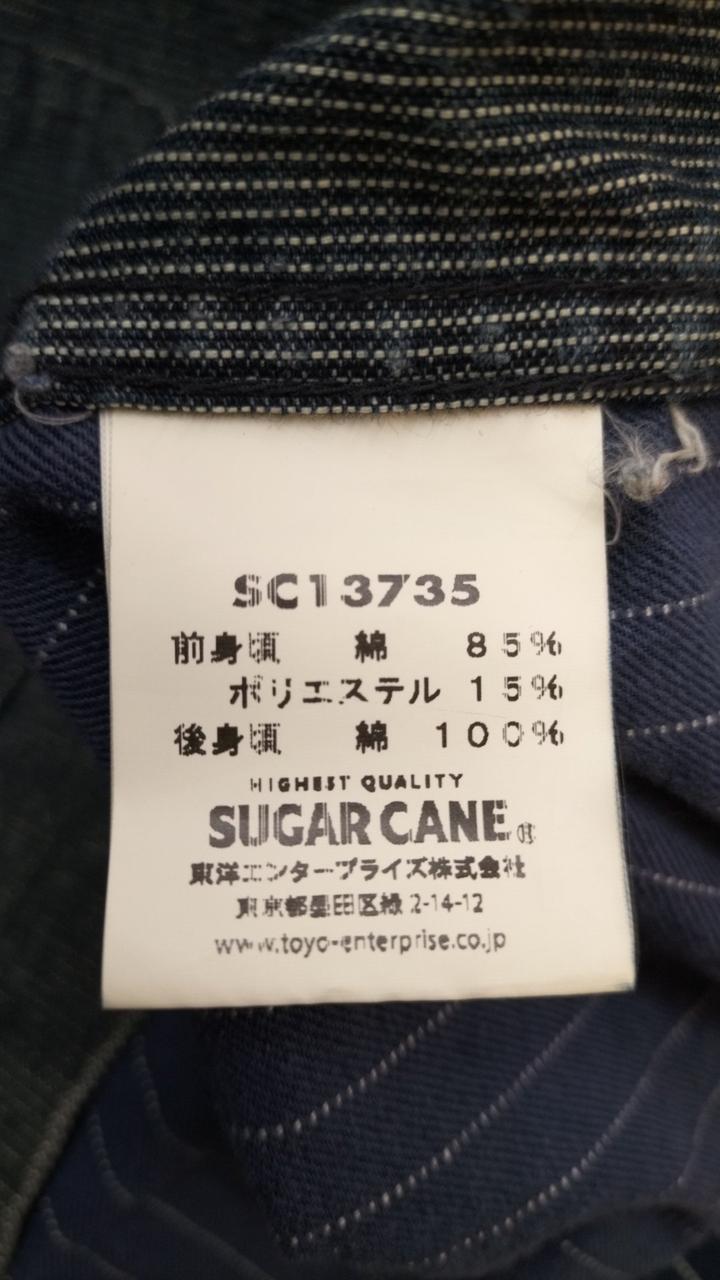 SC13735
前身頃 綿 85%
ポリエステル 15%
後身頃 綿 100%
HIGHEST QUALITY
SUGAR CANE®
東洋エンタープライズ株式会社
東京都墨田区緑 2-14-12
www.toyo-enterprise.co.jp